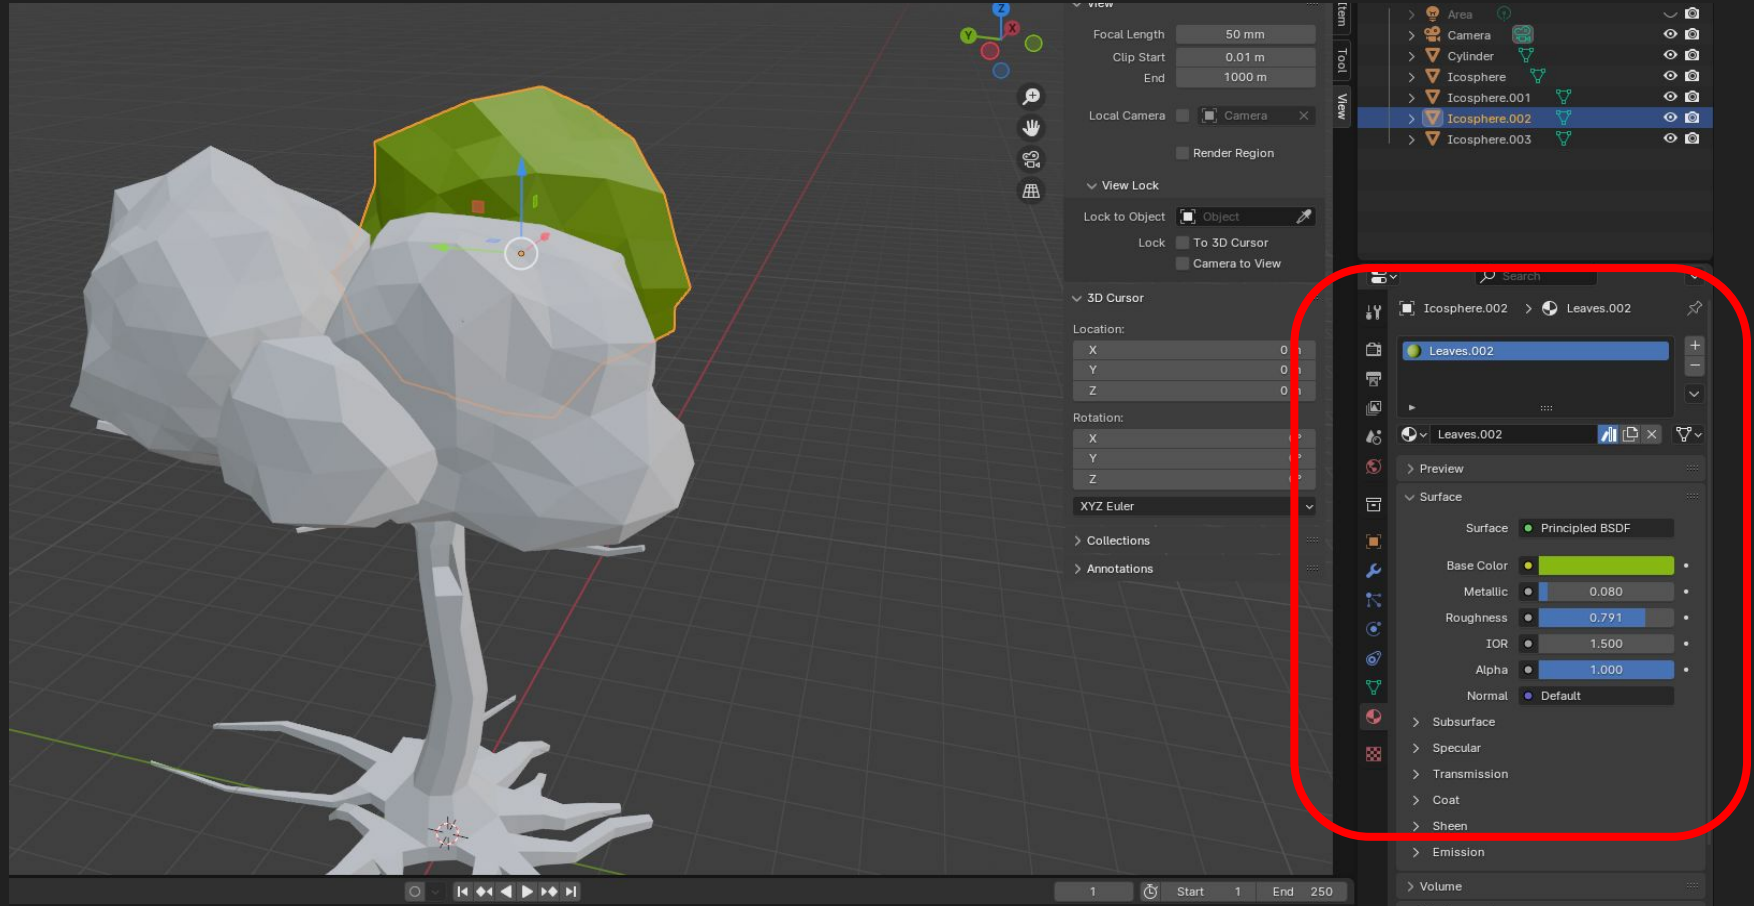 View
Focal Length 50 mm
Clip Start 0.01 m
End 1000 m
Local Camera Camera
Render Region
View Lock
Lock to Object Object
Lock To 3D Cursor
Camera to View
3D Cursor
Location:
X 0
Y 0
Z 0
Rotation:
X
Y
Z
XYZ Euler
Collections
Annotations
Item
Tool
View
Z
Y
X
Area
Camera
Cylinder
Icosphere
Icosphere.001
Icosphere.002
Icosphere.003
Search
Icosphere.002 > Leaves.002
Leaves.002
Leaves.002
Preview
Surface
Surface Principled BSDF
Base Color
Metallic 0.080
Roughness 0.791
IOR 1.500
Alpha 1.000
Normal Default
Subsurface
Specular
Transmission
Coat
Sheen
Emission
Volume
1 Start 1 End 250